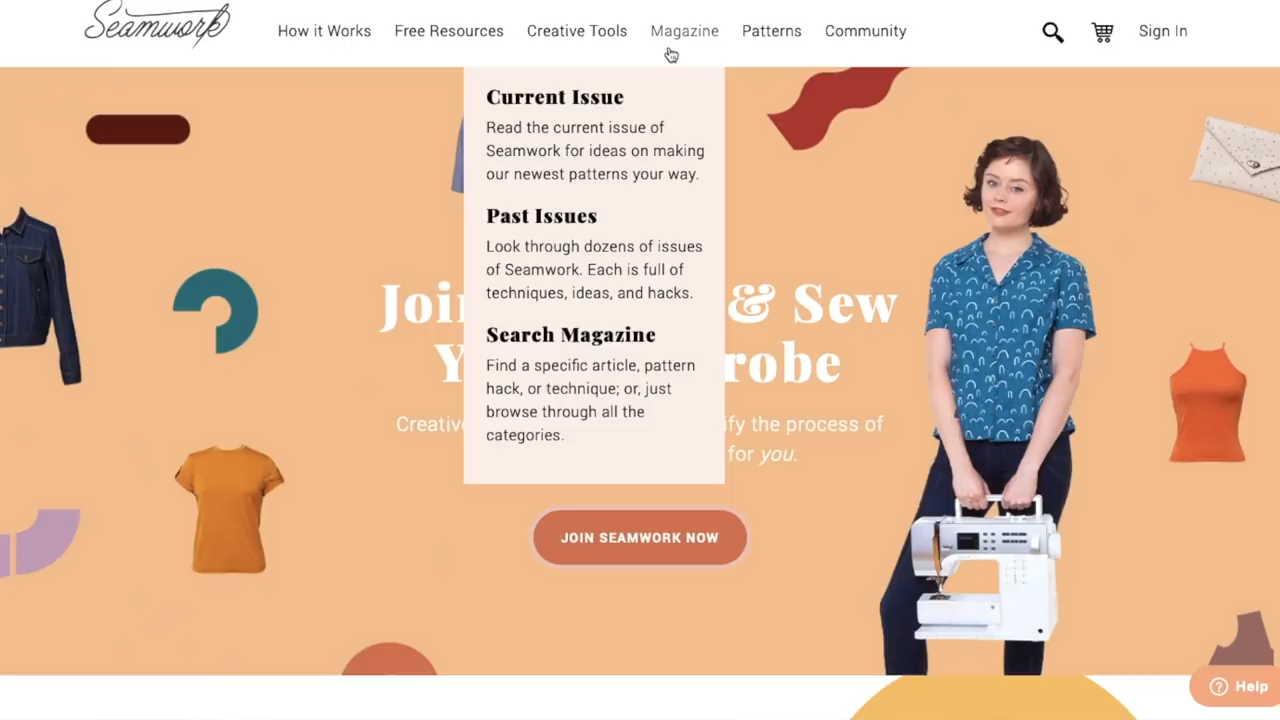 Seamwork
How it Works Free Resources Creative Tools Magazine Patterns Community Sign In
Current Issue
Read the current issue of
Seamwork for ideas on making
our newest patterns your way.
Past Issues
Look through dozens of issues
of Seamwork. Each is full of
techniques, ideas, and hacks.
Search Magazine
Find a specific article, pattern
hack, or technique; or, just
browse through all the
categories.
Join & Sew
the process of
for you.
JOIN SEAMWORK NOW
Help